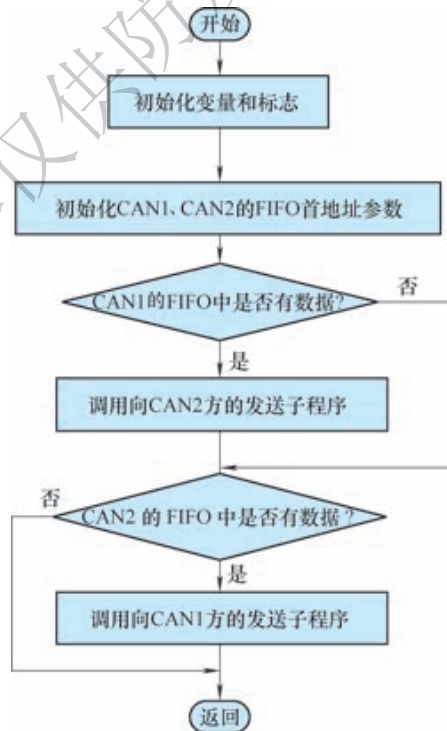 仅供防
开始
初始化变量和标志
初始化CAN1、CAN2的FIFO首地址参数
CAN1的FIFO中是否有数据?
否
是
调用向CAN2方的发送子程序
否
CAN2 的 FIFO 中是否有数据？
是
调用向CAN1方的发送子程序
返回